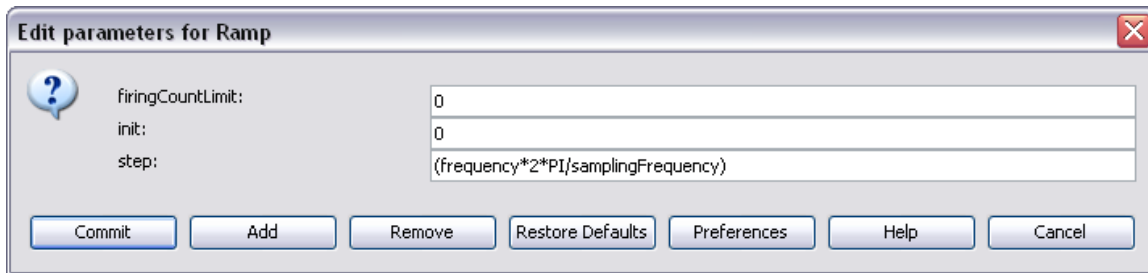 Edit parameters for Ramp
?
firingCountLimit: 0
init: 0
step: (frequency*2*PI/samplingFrequency)
Commit Add Remove Restore Defaults Preferences Help Cancel